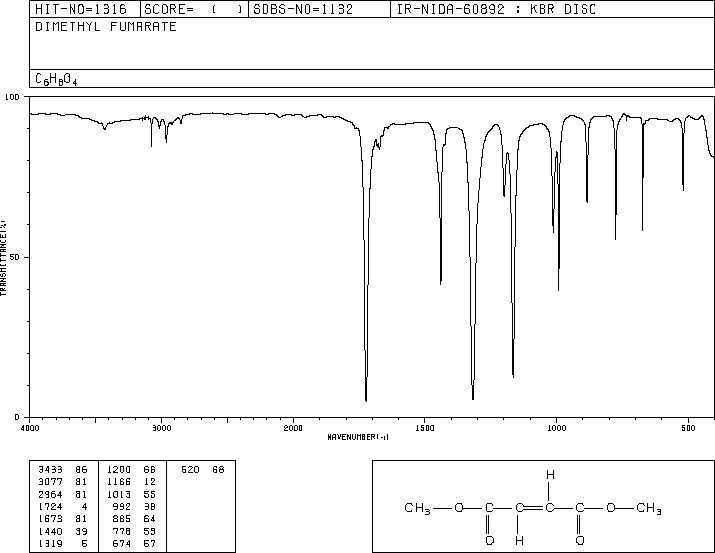 HIT-NO=1316 SCORE= ( ) SDBS-NO=1132 IR-NIDA-60892 : KBR DISC
DIMETHYL FUMARATE
C6H8O4
100
50
0
TRANSMITTANCE(%)
4000 3000 2000 1500 1000 500
WAVENUMBER(-1)
3433 86 1200 66 520 68
3077 81 1166 12
2964 81 1013 55
1724 4 992 38
1673 81 885 64
1440 39 778 53
1319 5 674 57
H
CH3 O C C C C O CH3
O H O